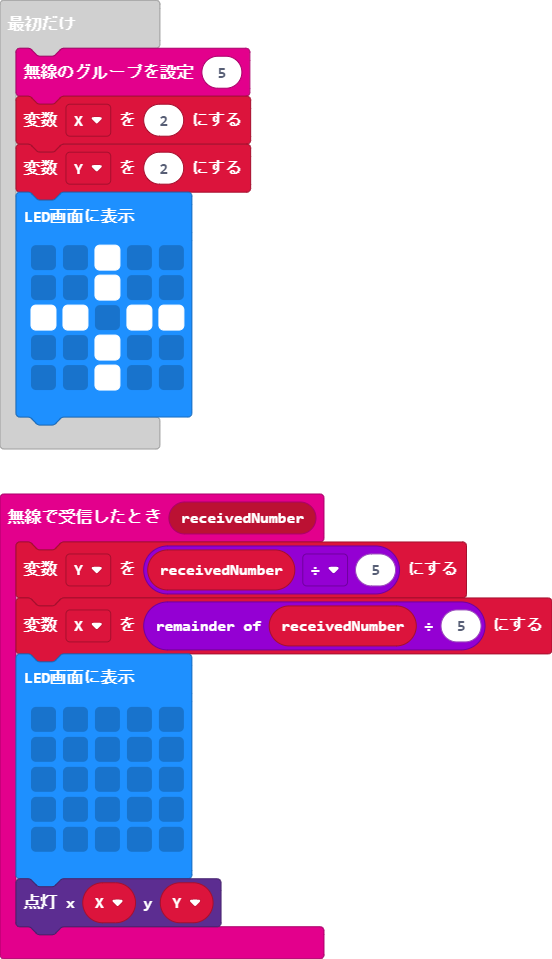 最初だけ
無線のグループを設定 5
変数 X を 2 にする
変数 Y を 2 にする
LED画面に表示
無線で受信したとき receivedNumber
変数 Y を receivedNumber ÷ 5 にする
変数 X を remainder of receivedNumber ÷ 5 にする
LED画面に表示
点灯 x X y Y